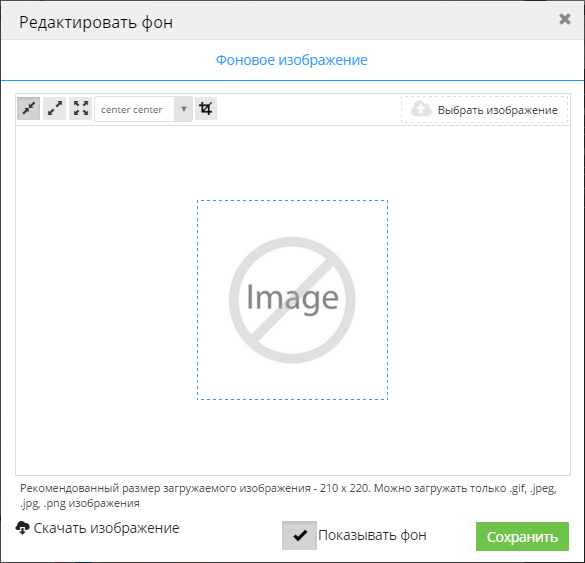 Редактировать фон
Фоновое изображение
center center
Выбрать изображение
Image
Рекомендованный размер загружаемого изображения - 210 x 220. Можно загружать только .gif, .jpeg,
.jpg, .png изображения
Скачать изображение
Показывать фон
Сохранить